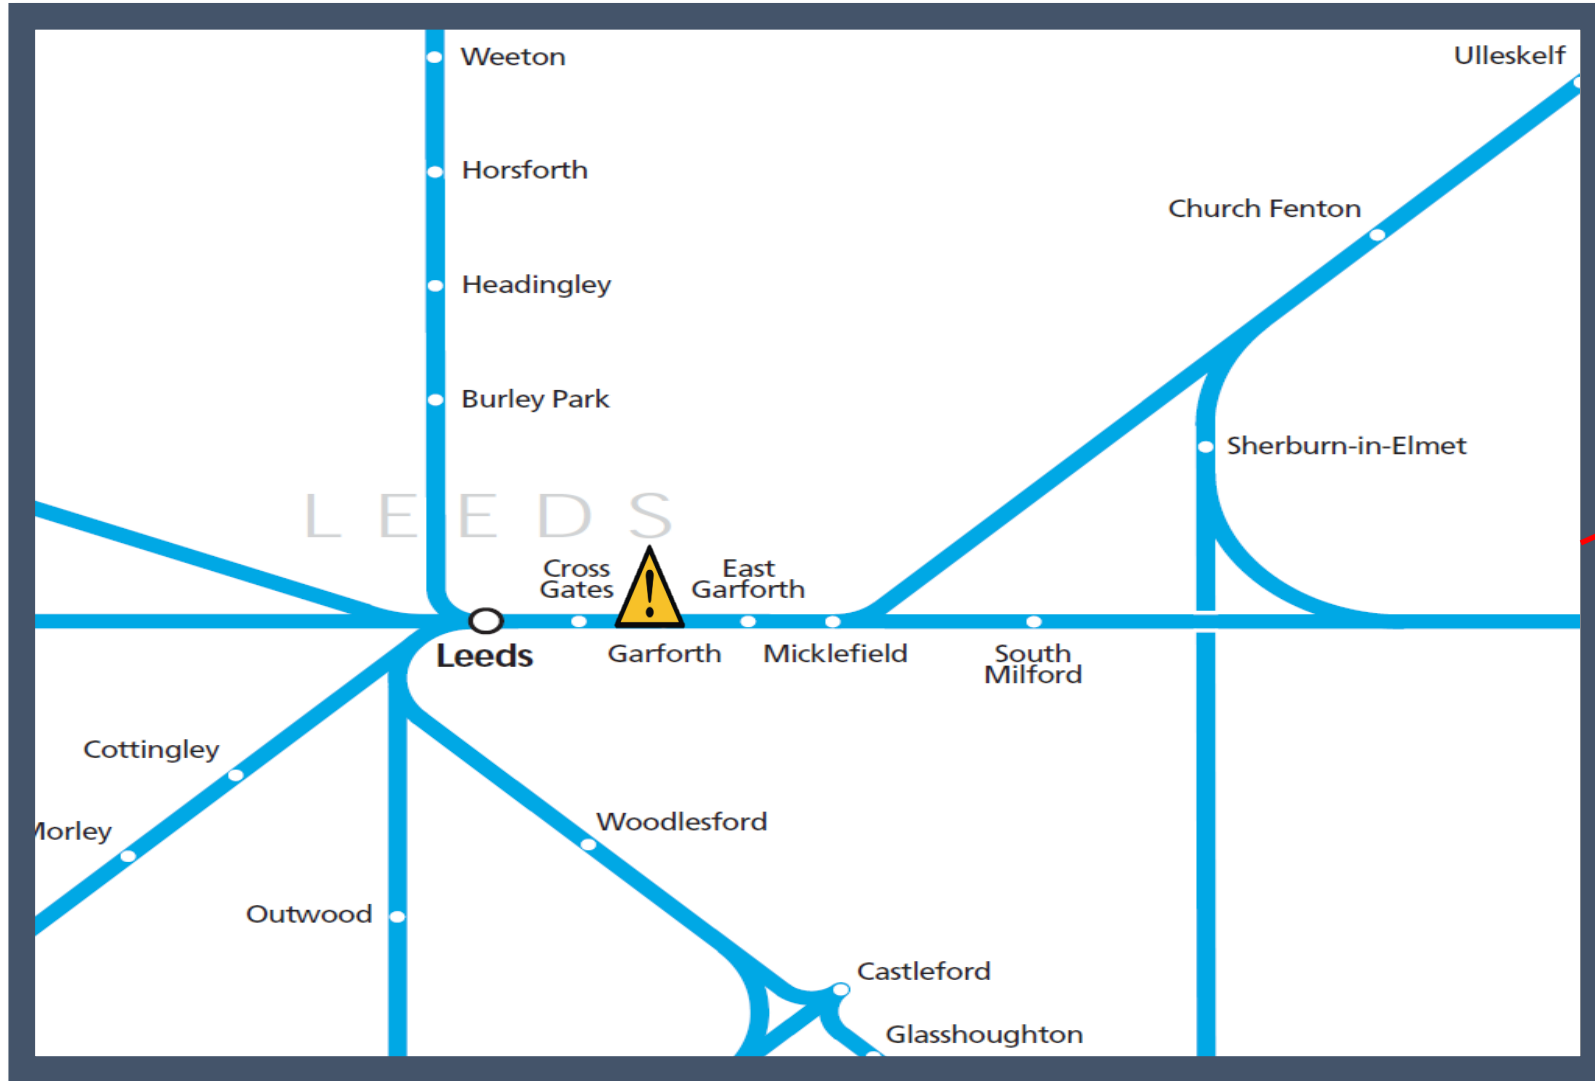 Weeton
Ulleskelf
Horsforth
Church Fenton
Headingley
Burley Park
Sherburn-in-Elmet
LEEDS
Cross
Gates
!
East
Garforth
Leeds
Garforth
Micklefield
South
Milford
Cottingley
Morley
Woodlesford
Outwood
Castleford
Glasshoughton